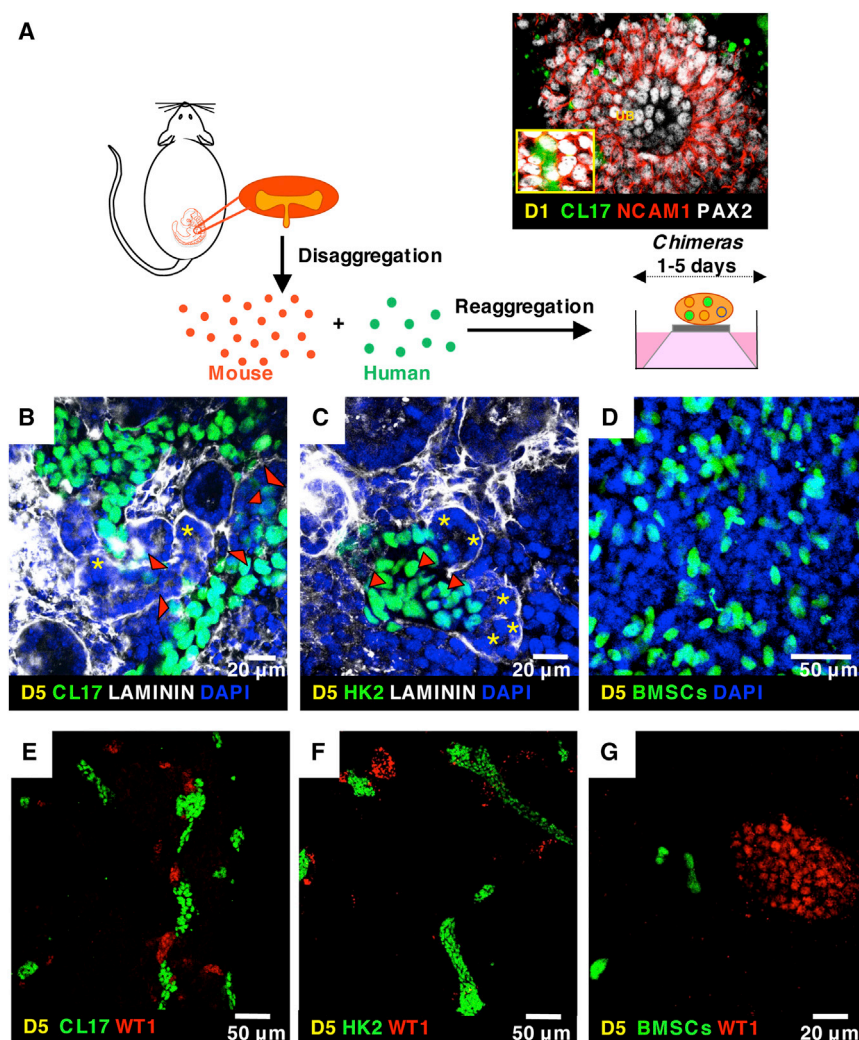 A
UB
D1 CL17 NCAM1 PAX2
Chimeras
1-5 days
Disaggregation
+
Reaggregation
Mouse
Human
B
* *
20 µm
D5 CL17 LAMININ DAPI
C
* * * * *
20 µm
D5 HK2 LAMININ DAPI
D
50 µm
D5 BMSCs DAPI
E
50 µm
D5 CL17 WT1
F
50 µm
D5 HK2 WT1
G
20 µm
D5 BMSCs WT1